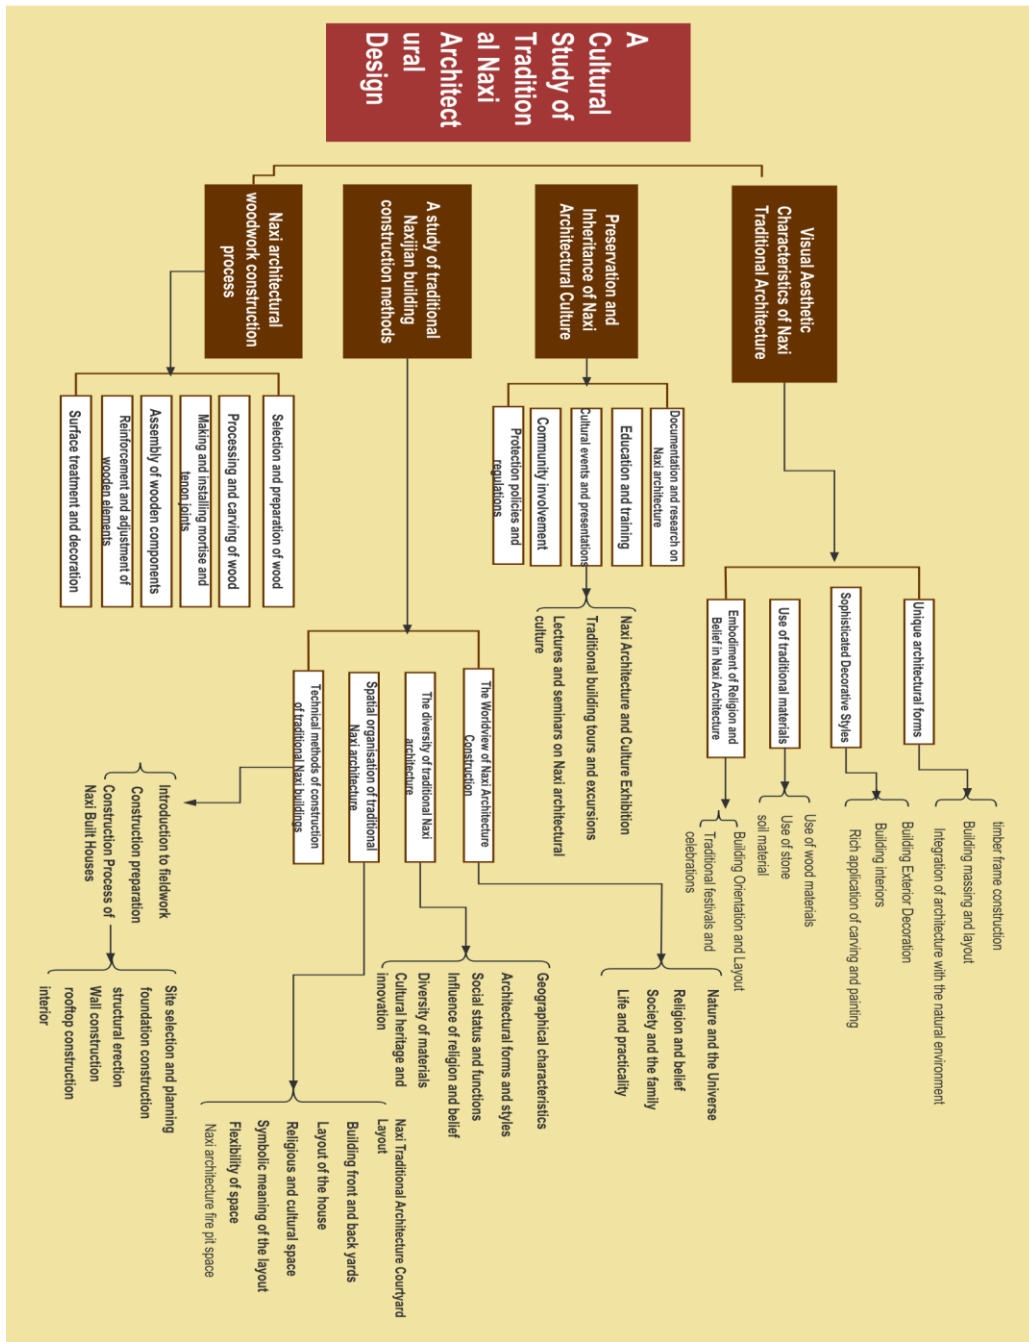 A
Cultural
Study of
Tradition
al Naxi
Architect
ural
Design
Visual Aesthetic
Characteristics of Naxi
Traditional Architecture
Preservation and
Inheritance of Naxi
Architectural Culture
A study of traditional
Naxijian building
construction methods
Naxi architectural
woodwork construction
process
Unique architectural forms
Sophisticated Decorative Styles
Use of traditional materials
Embodiment of Religion and
Belief in Naxi Architecture
timber frame construction
Building massing and layout
Integration of architecture with the natural environment
Building Exterior Decoration
Building interiors
Rich application of carving and painting
Use of wood materials
Use of stone
soil material
Building Orientation and Layout
Traditional festivals and
celebrations
Documentation and research on
Naxi architecture
Education and training
Cultural events and presentations
Community involvement
Protection policies and
regulations
Naxi Architecture and Culture Exhibition
Traditional building tours and excursions
Lectures and seminars on Naxi architectural
culture
The Worldview of Naxi Architecture
Construction
The diversity of traditional Naxi
architecture
Spatial organisation of traditional
Naxi architecture
Technical methods of construction
of traditional Naxi buildings
Nature and the Universe
Religion and belief
Society and the family
Life and practicality
Geographical characteristics
Architectural forms and styles
Social status and functions
Influence of religion and belief
Diversity of materials
Cultural heritage and
innovation
Naxi Traditional Architecture Courtyard
Layout
Building front and back yards
Layout of the house
Religious and cultural space
Symbolic meaning of the layout
Flexibility of space
Naxi architecture fire pit space
Introduction to fieldwork
Construction preparation
Construction Process of
Naxi Built Houses
Site selection and planning
foundation construction
structural erection
Wall construction
rooftop construction
interior
Selection and preparation of wood
Processing and carving of wood
Making and installing mortise and
tenon joints
Assembly of wooden components
Reinforcement and adjustment of
wooden elements
Surface treatment and decoration